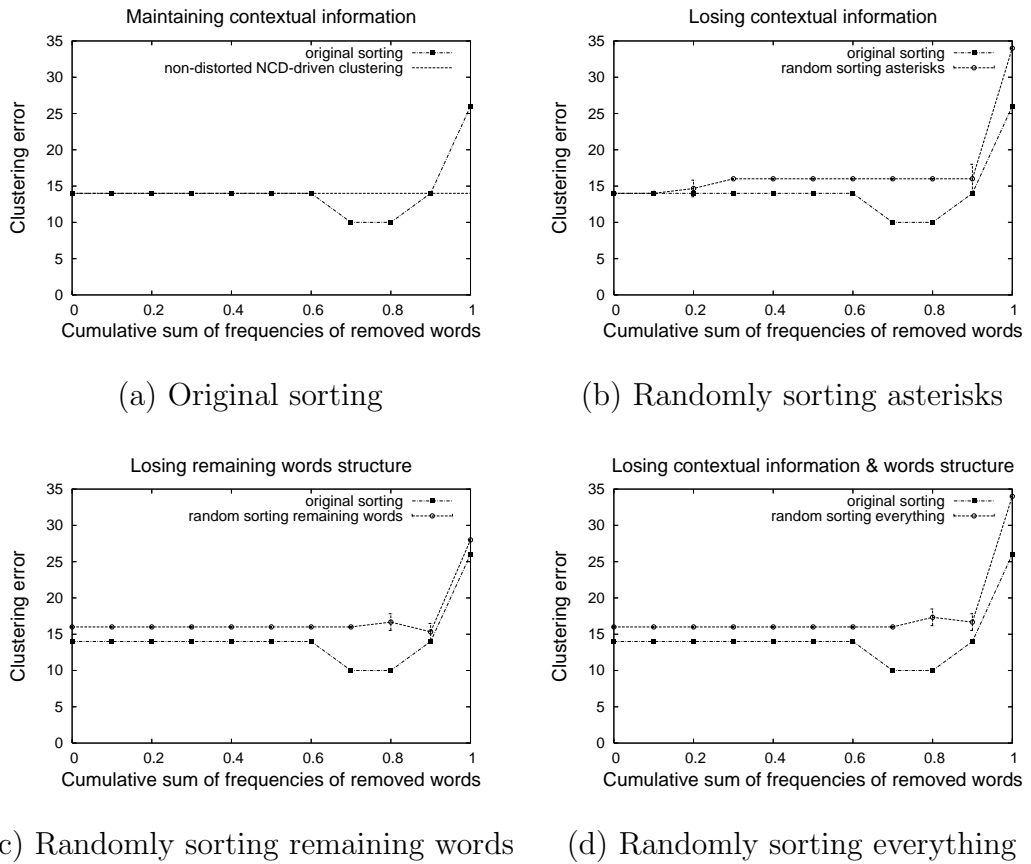 Maintaining contextual information
35
30
25
20
15
10
5
0
original sorting
non-distorted NCD-driven clustering
Clustering error
0 0.2 0.4 0.6 0.8 1
Cumulative sum of frequencies of removed words
(a) Original sorting
Losing contextual information
35
30
25
20
15
10
5
0
original sorting
random sorting asterisks
Clustering error
0 0.2 0.4 0.6 0.8 1
Cumulative sum of frequencies of removed words
(b) Randomly sorting asterisks
Losing remaining words structure
35
30
25
20
15
10
5
0
original sorting
random sorting remaining words
Clustering error
0 0.2 0.4 0.6 0.8 1
Cumulative sum of frequencies of removed words
c) Randomly sorting remaining words
Losing contextual information & words structure
35
30
25
20
15
10
5
0
original sorting
random sorting everything
Clustering error
0 0.2 0.4 0.6 0.8 1
Cumulative sum of frequencies of removed words
(d) Randomly sorting everything